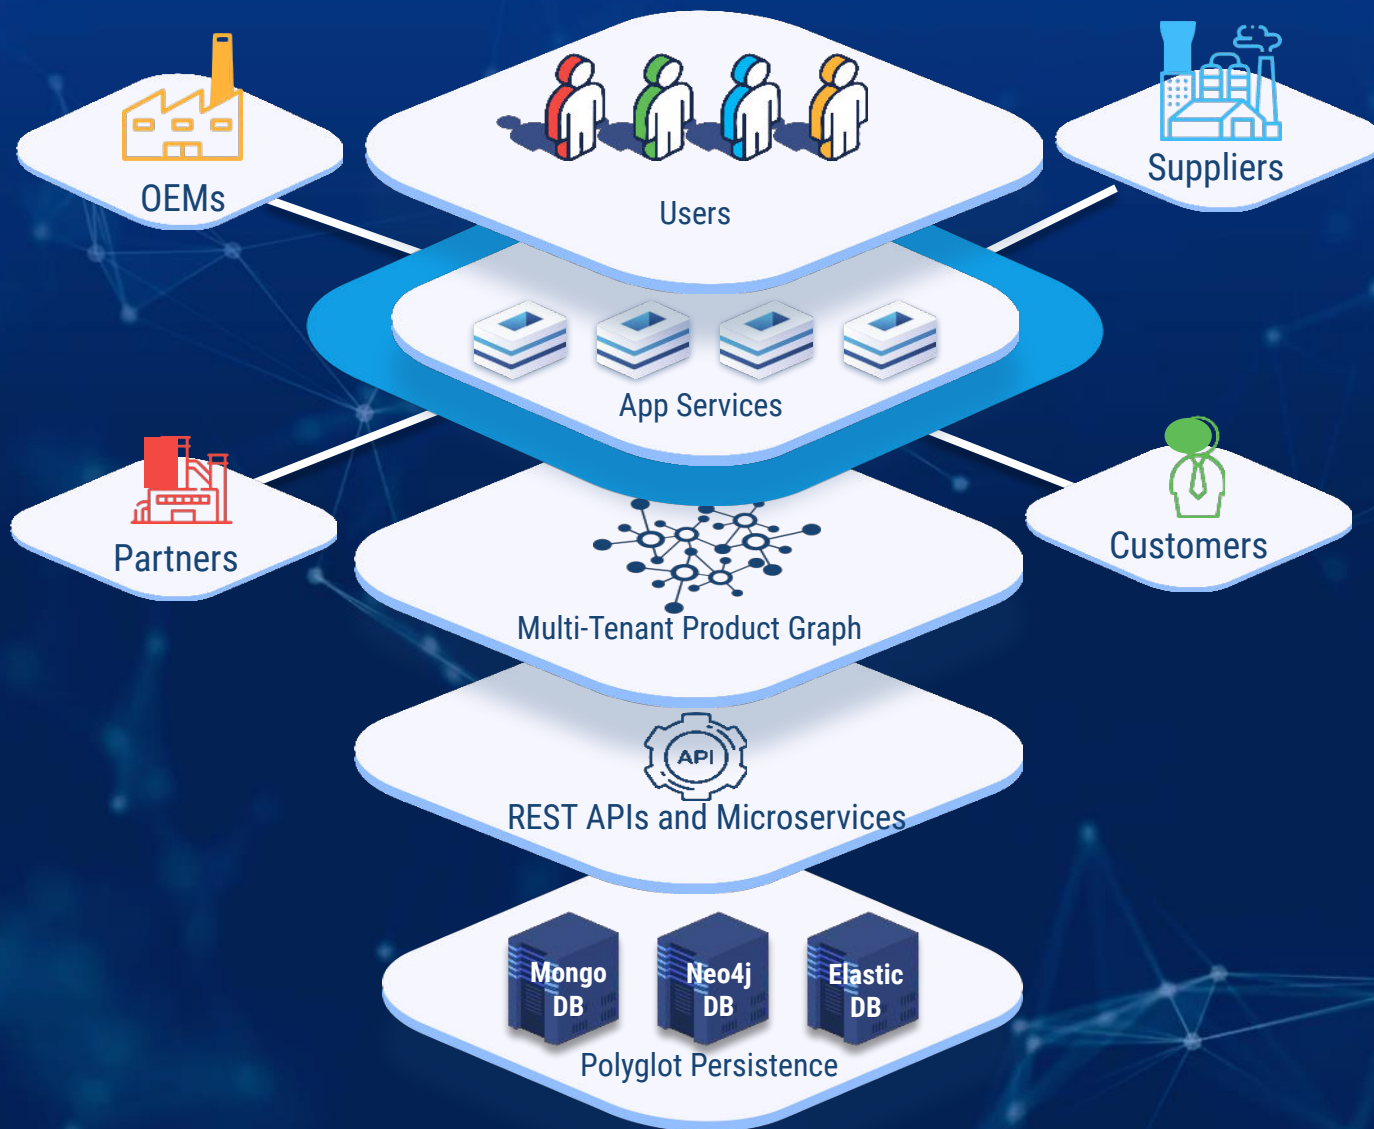 OEMs
Users
Suppliers
App Services
Partners
Customers
Multi-Tenant Product Graph
API
REST APIs and Microservices
Mongo
DB
Neo4j
DB
Elastic
DB
Polyglot Persistence